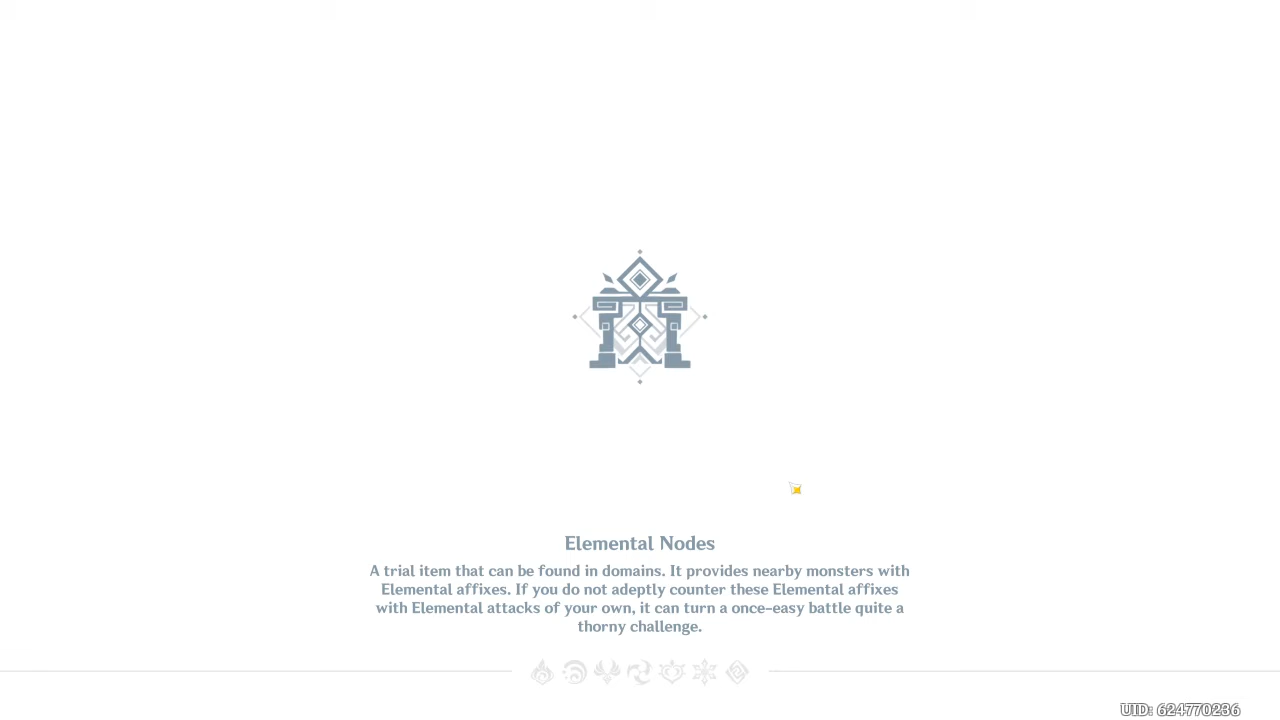 Elemental Nodes
A trial item that can be found in domains. It provides nearby monsters with
Elemental affixes. If you do not adeptly counter these Elemental affixes
with Elemental attacks of your own, it can turn a once-easy battle quite a
thorny challenge.
UID: 624770236